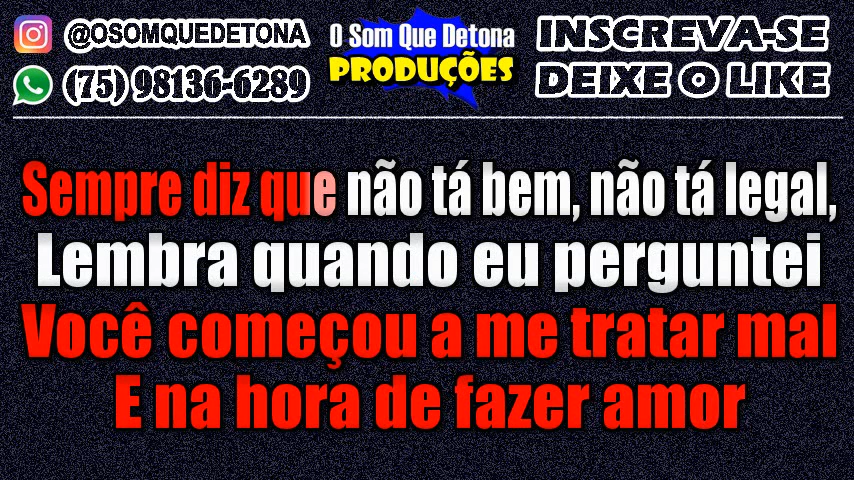 @OSOMQUEDETONA
(75) 98136-6289
O Som Que Detona
PRODUÇÕES
INSCREVA-SE
DEIXE O LIKE
Sempre diz que não tá bem, não tá legal,
Lembra quando eu perguntei
Você começou a me tratar mal
E na hora de fazer amor